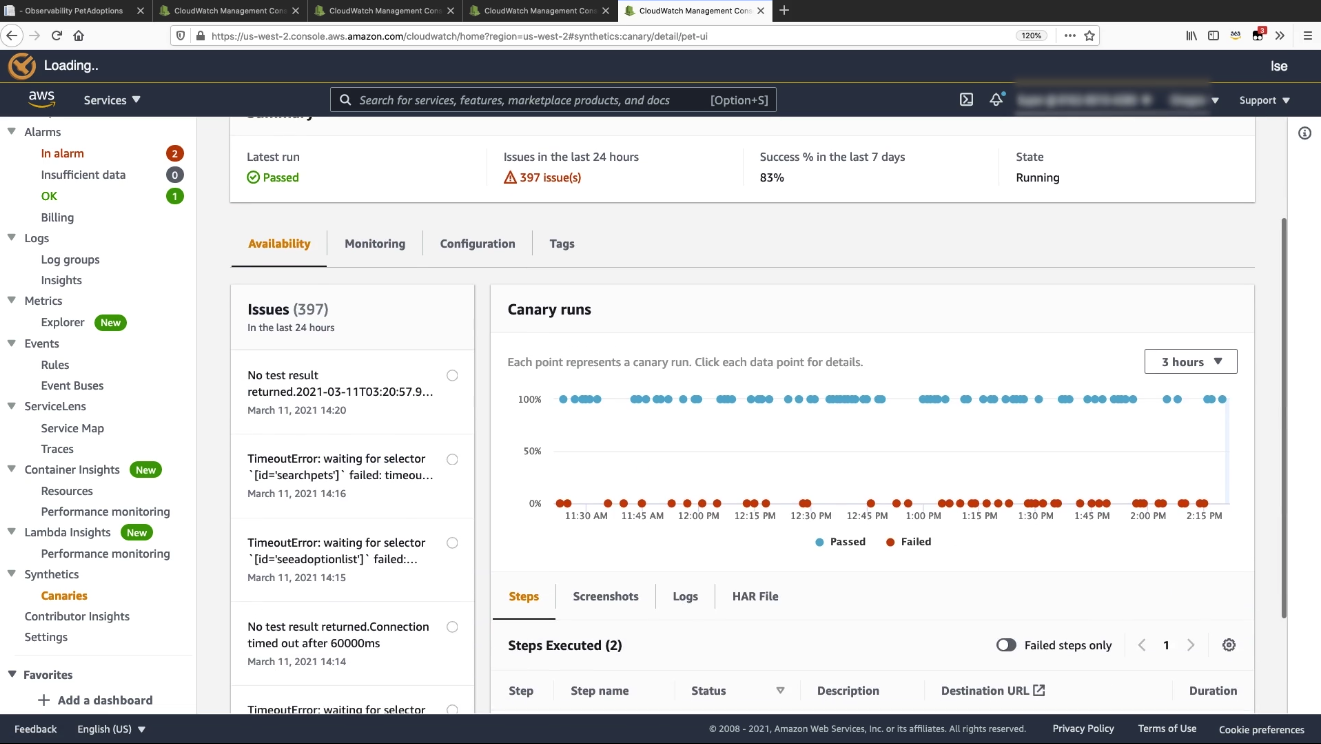 - Observability PetAdoptions
CloudWatch Management Con
CloudWatch Management Con
CloudWatch Management Con
CloudWatch Management Con
https://us-west-2.console.aws.amazon.com/cloudwatch/home?region=us-west-2#synthetics:canary/detail/pet-ui
120%
Loading..
lse
aws
Services
Search for services, features, marketplace products, and docs
[Option+S]
Support
Alarms
In alarm
2
Insufficient data
0
OK
1
Billing
Logs
Log groups
Insights
Metrics
Explorer
New
Events
Rules
Event Buses
ServiceLens
Service Map
Traces
Container Insights
New
Resources
Performance monitoring
Lambda Insights
New
Performance monitoring
Synthetics
Canaries
Contributor Insights
Settings
Favorites
Add a dashboard
Summary
Latest run
Passed
Issues in the last 24 hours
397 issue(s)
Success % in the last 7 days
83%
State
Running
Availability
Monitoring
Configuration
Tags
Issues (397)
In the last 24 hours
No test result
returned.2021-03-11T03:20:57.9...
March 11, 2021 14:20
TimeoutError: waiting for selector
`[id='searchpets']` failed: timeou...
March 11, 2021 14:16
TimeoutError: waiting for selector
`[id='seeadoptionlist']` failed:...
March 11, 2021 14:15
No test result returned.Connection
timed out after 60000ms
March 11, 2021 14:14
TimeoutError: waiting for selector
Canary runs
Each point represents a canary run. Click each data point for details.
3 hours
100%
50%
0%
11:30 AM 11:45 AM 12:00 PM 12:15 PM 12:30 PM 12:45 PM 1:00 PM 1:15 PM 1:30 PM 1:45 PM 2:00 PM 2:15 PM
Passed
Failed
Steps
Screenshots
Logs
HAR File
Steps Executed (2)
Failed steps only
1
Step
Step name
Status
Description
Destination URL
Duration
Feedback
English (US)
© 2008 - 2021, Amazon Web Services, Inc. or its affiliates. All rights reserved.
Privacy Policy
Terms of Use
Cookie preferences